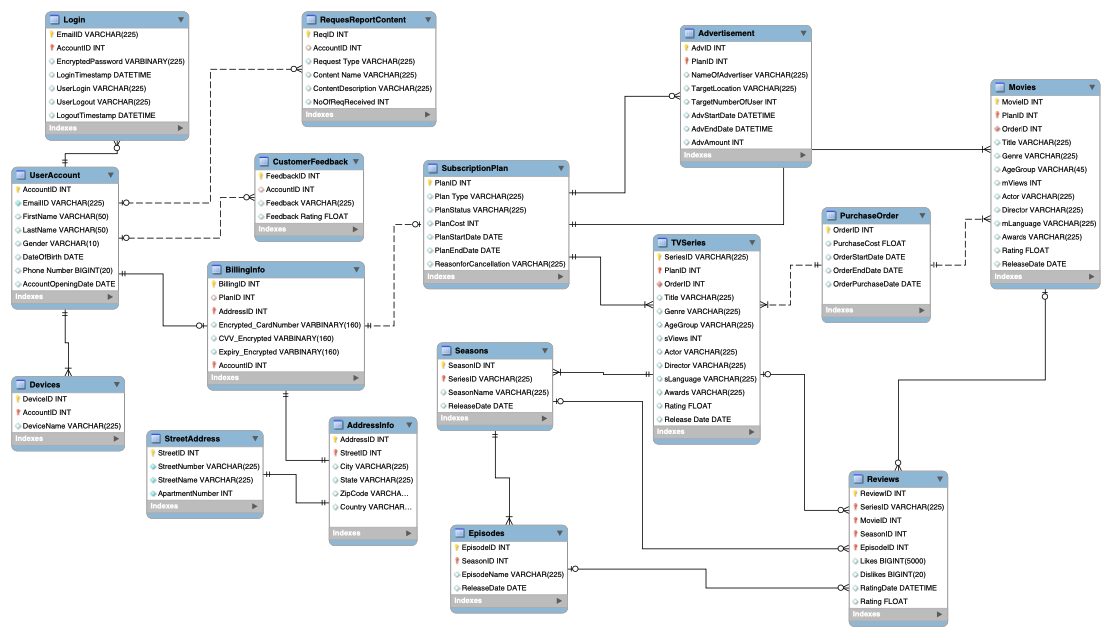 Login
EmailID VARCHAR(225)
AccountID INT
EncryptedPassword VARBINARY(225)
LoginTimestamp DATETIME
UserLogin VARCHAR(225)
UserLogout VARCHAR(225)
LogoutTimestamp DATETIME
Indexes
RequesReportContent
ReqID INT
AccountID INT
Request Type VARCHAR(225)
Content Name VARCHAR(225)
ContentDescription VARCHAR(225)
NoOfReqReceived INT
Indexes
Advertisement
AdvID INT
PlanID INT
NameOfAdvertiser VARCHAR(225)
TargetLocation VARCHAR(225)
TargetNumberOfUser INT
AdvStartDate DATETIME
AdvEndDate DATETIME
AdvAmount INT
Indexes
Movies
MovieID INT
PlanID INT
OrderID INT
Title VARCHAR(225)
Genre VARCHAR(225)
AgeGroup VARCHAR(45)
mViews INT
Actor VARCHAR(225)
Director VARCHAR(225)
mLanguage VARCHAR(225)
Awards VARCHAR(225)
Rating FLOAT
ReleaseDate DATE
Indexes
UserAccount
AccountID INT
EmailID VARCHAR(225)
FirstName VARCHAR(50)
LastName VARCHAR(50)
Gender VARCHAR(10)
DateOfBirth DATE
Phone Number BIGINT(20)
AccountOpeningDate DATE
Indexes
CustomerFeedback
FeedbackID INT
AccountID INT
Feedback VARCHAR(225)
Feedback Rating FLOAT
Indexes
SubscriptionPlan
PlanID INT
Plan Type VARCHAR(225)
PlanStatus VARCHAR(225)
PlanCost INT
PlanStartDate DATE
PlanEndDate DATE
ReasonforCancellation VARCHAR(225)
Indexes
PurchaseOrder
OrderID INT
PurchaseCost FLOAT
OrderStartDate DATE
OrderEndDate DATE
OrderPurchaseDate DATE
Indexes
BillingInfo
BillingID INT
PlanID INT
AddressID INT
Encrypted_CardNumber VARBINARY(160)
CVV_Encrypted VARBINARY(160)
Expiry_Encrypted VARBINARY(160)
AccountID INT
Indexes
TVSeries
SeriesID VARCHAR(225)
PlanID INT
OrderID INT
Title VARCHAR(225)
Genre VARCHAR(225)
AgeGroup VARCHAR(225)
sViews INT
Actor VARCHAR(225)
Director VARCHAR(225)
sLanguage VARCHAR(225)
Awards VARCHAR(225)
Rating FLOAT
Release Date DATE
Indexes
Seasons
SeasonID INT
SeriesID VARCHAR(225)
SeasonName VARCHAR(225)
ReleaseDate DATE
Indexes
Devices
DeviceID INT
AccountID INT
DeviceName VARCHAR(225)
Indexes
StreetAddress
StreetID INT
StreetNumber VARCHAR(225)
StreetName VARCHAR(225)
ApartmentNumber INT
Indexes
AddressInfo
AddressID INT
StreetID INT
City VARCHAR(225)
State VARCHAR(225)
ZipCode VARCHA...
Country VARCHAR...
Indexes
Episodes
EpisodeID INT
SeasonID INT
EpisodeName VARCHAR(225)
ReleaseDate DATE
Indexes
Reviews
ReviewID INT
SeriesID VARCHAR(225)
MovieID INT
SeasonID INT
EpisodeID INT
Likes BIGINT(5000)
Dislikes BIGINT(20)
RatingDate DATETIME
Rating FLOAT
Indexes